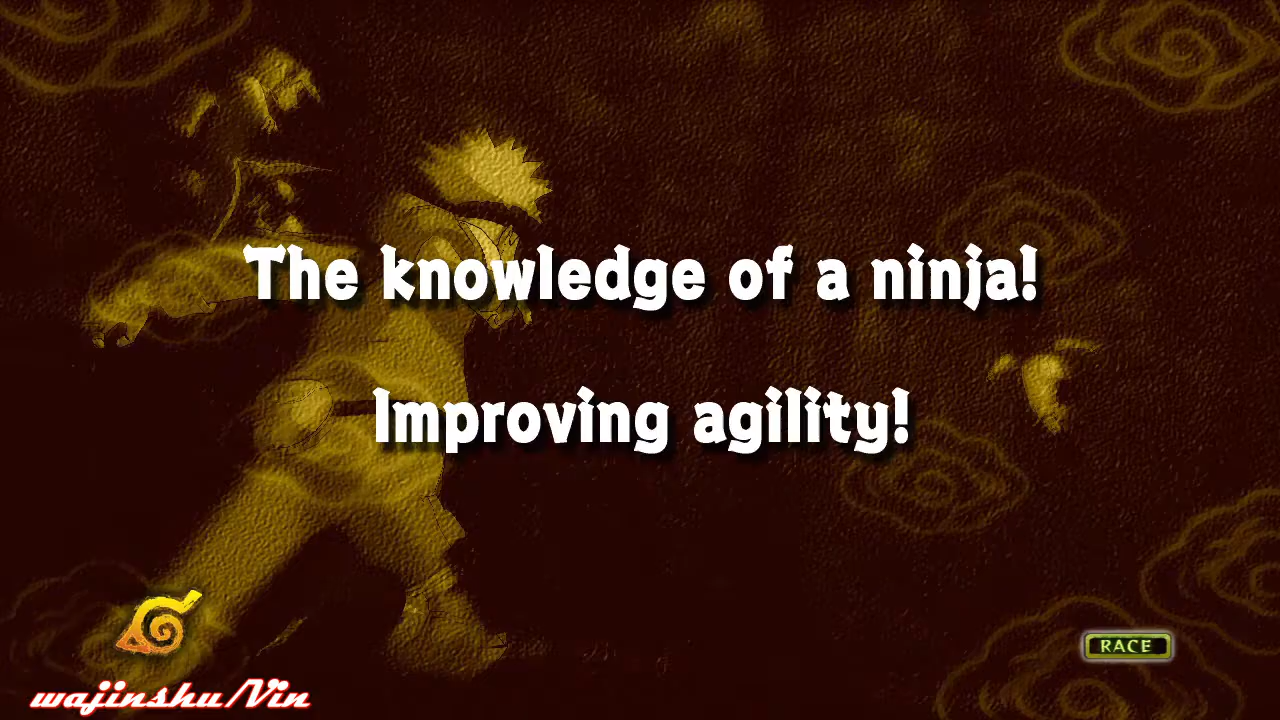 The knowledge of a ninja!
Improving agility!
RACE
wajinshu/Vin